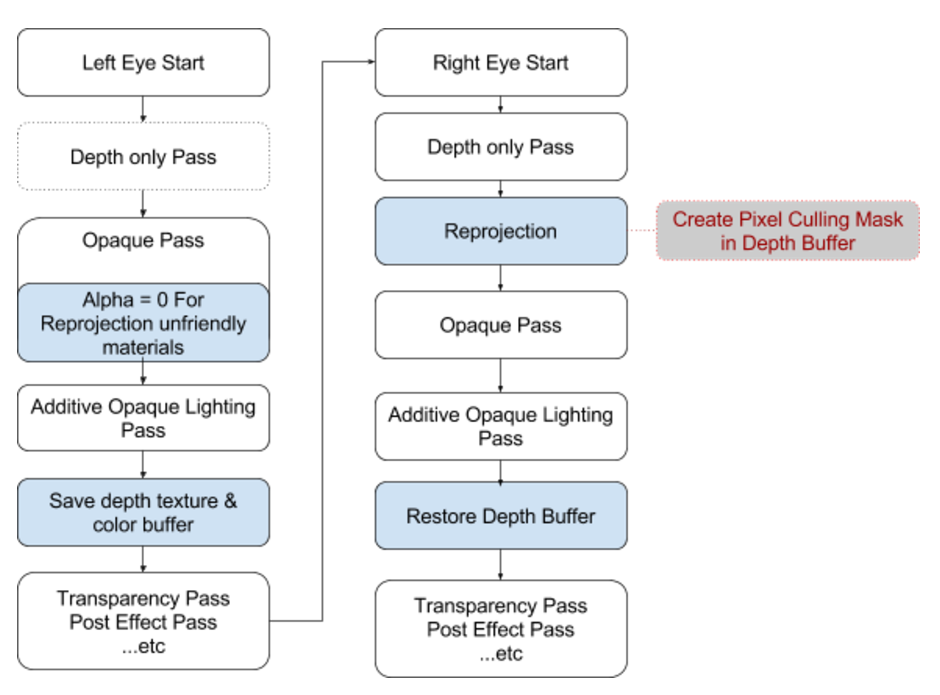 Left Eye Start
Depth only Pass
Opaque Pass
Alpha = 0 For
Reprojection unfriendly
materials
Additive Opaque Lighting
Pass
Save depth texture &
color buffer
Transparency Pass
Post Effect Pass
...etc
Right Eye Start
Depth only Pass
Reprojection
Create Pixel Culling Mask
in Depth Buffer
Opaque Pass
Additive Opaque Lighting
Pass
Restore Depth Buffer
Transparency Pass
Post Effect Pass
...etc